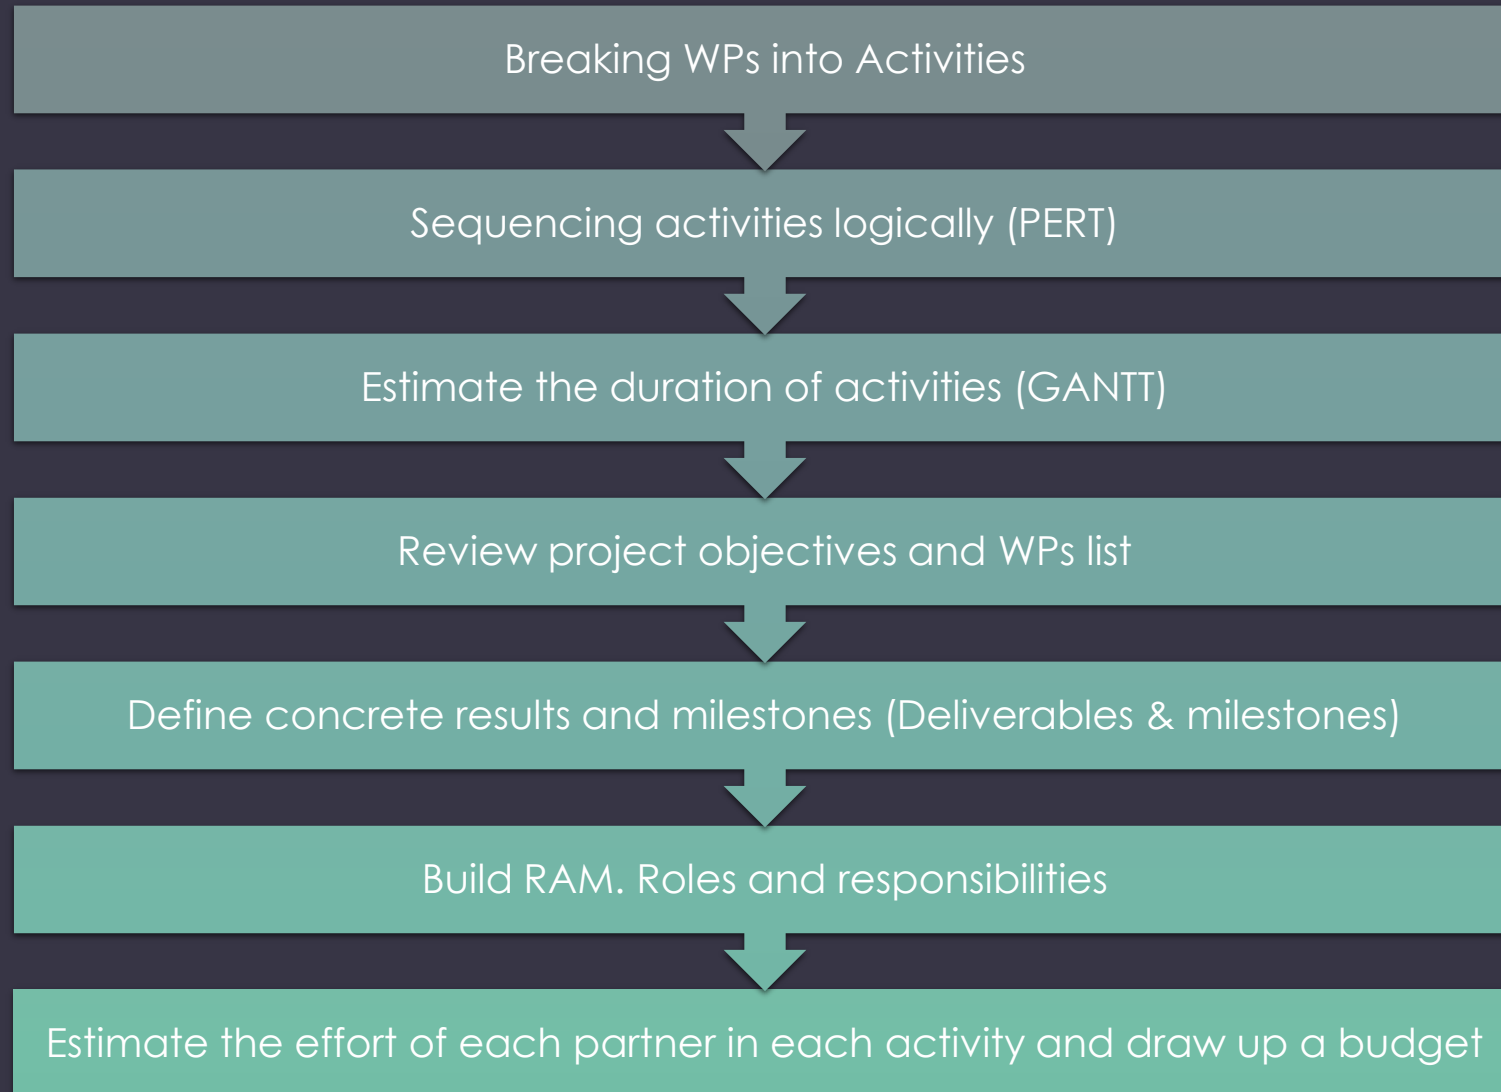 Breaking WPs into Activities
Sequencing activities logically (PERT)
Estimate the duration of activities (GANTT)
Review project objectives and WPs list
Define concrete results and milestones (Deliverables & milestones)
Build RAM. Roles and responsibilities
Estimate the effort of each partner in each activity and draw up a budget